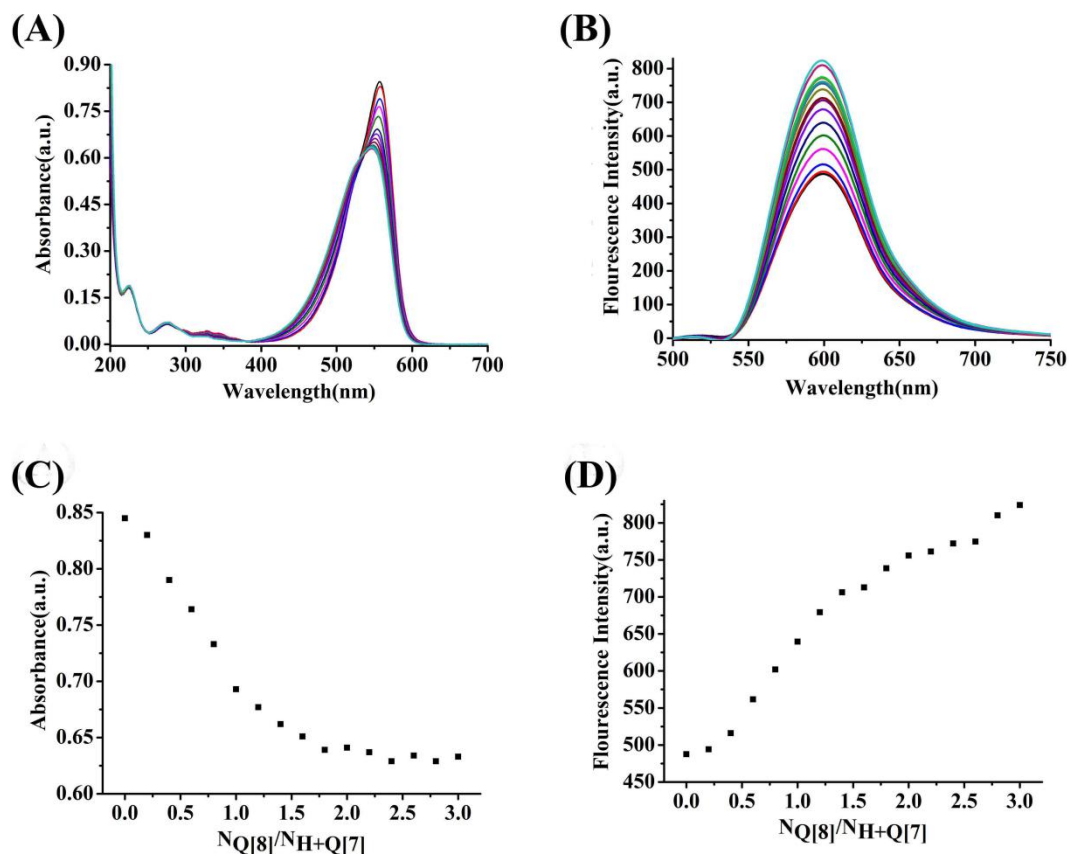 (A)
0.90
0.75
0.60
0.45
0.30
0.15
0.00
Absorbance(a.u.)
200 300 400 500 600 700
Wavelength(nm)
(B)
800
700
600
500
400
300
200
100
0
Flourescence Intensity(a.u.)
500 550 600 650 700 750
Wavelength(nm)
(C)
0.85
0.80
0.75
0.70
0.65
0.60
Absorbance(a.u.)
0.0 0.5 1.0 1.5 2.0 2.5 3.0
NQ[8]/NH+Q[7]
(D)
800
750
700
650
600
550
500
450
Flourescence Intensity(a.u.)
0.0 0.5 1.0 1.5 2.0 2.5 3.0
NQ[8]/NH+Q[7]